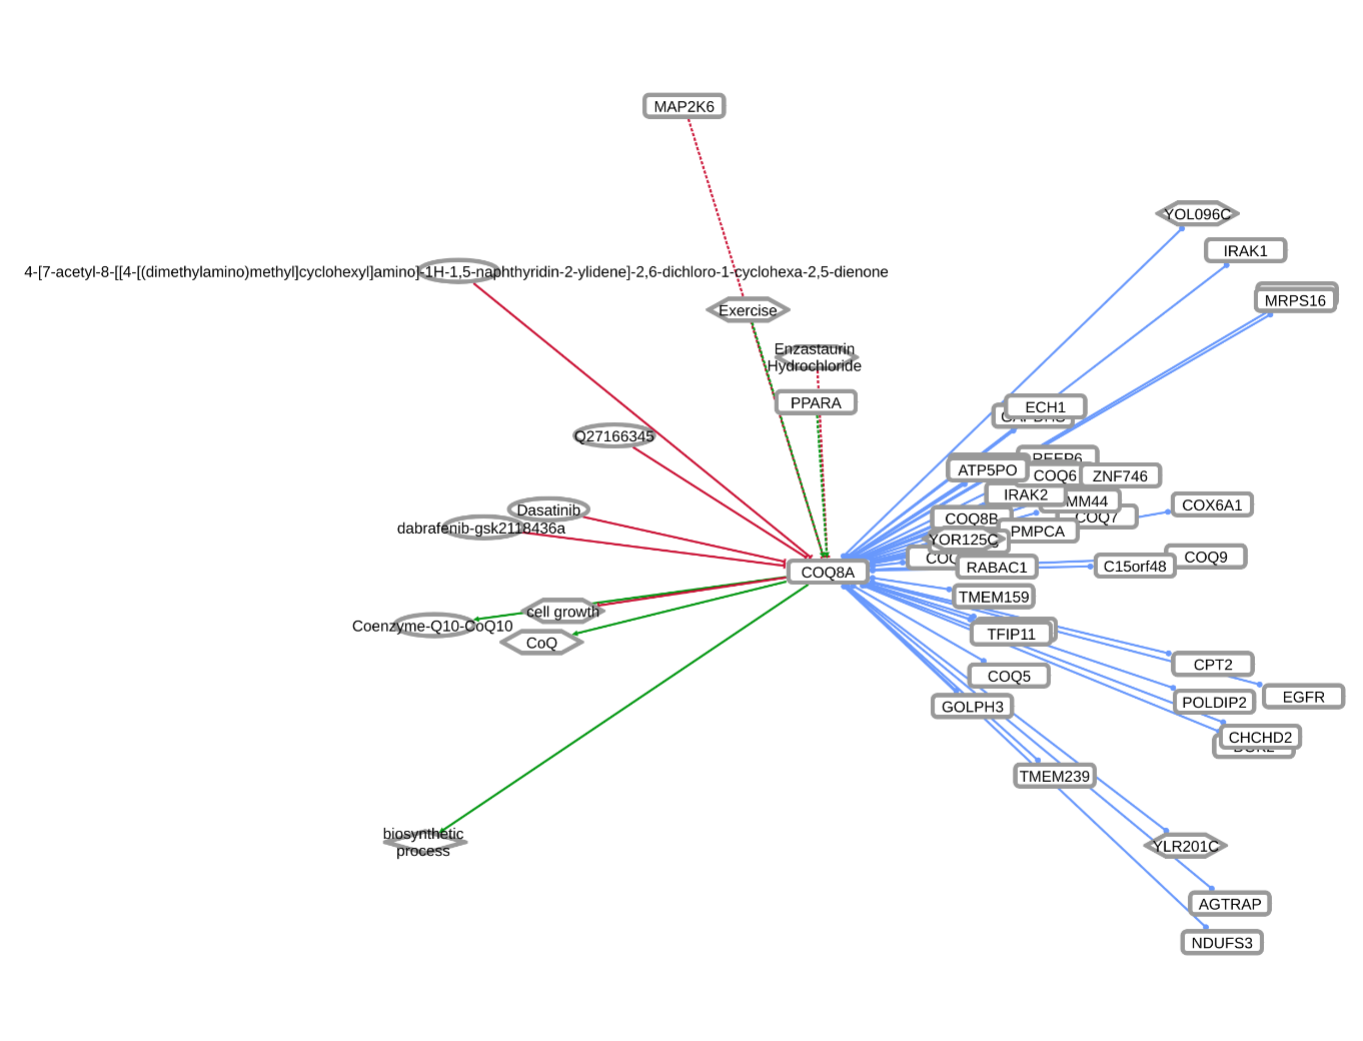 MAP2K6
YOL096C
IRAK1
4-[7-acetyl-8-[[4-[(dimethylamino)methyl]cyclohexyl]amino]-1H-1,5-naphthyridin-2-ylidene]-2,6-dichloro-1-cyclohexa-2,5-dienone
MRPS16
Exercise
Enzastaurin
Hydrochloride
PPARA
ECH1
Q27166345
ATP5PO
COQ6
ZNF746
IRAK2
COX6A1
Dasatinib
COQ8B
COQ7
dabrafenib-gsk2118436a
PMPCA
YOR125C
COQ9
COQ8A
RABAC1
C15orf48
TMEM159
cell growth
Coenzyme-Q10-CoQ10
CoQ
TFIP11
CPT2
COQ5
EGFR
POLDIP2
GOLPH3
CHCHD2
TMEM239
biosynthetic
process
YLR201C
AGTRAP
NDUFS3